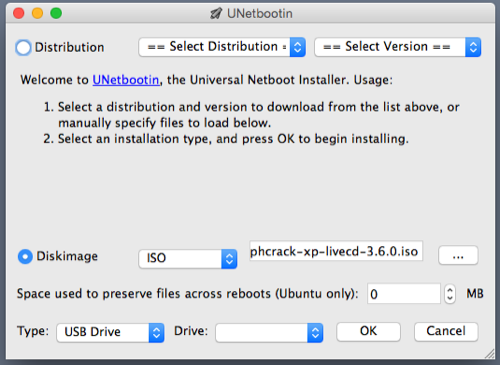 UNetbootin
Distribution == Select Distribution = == Select Version ==
Welcome to UNetbootin, the Universal Netboot Installer. Usage:
1. Select a distribution and version to download from the list above, or
manually specify files to load below.
2. Select an installation type, and press OK to begin installing.
Diskimage ISO phcrack-xp-livecd-3.6.0.iso ...
Space used to preserve files across reboots (Ubuntu only): 0 MB
Type: USB Drive Drive: OK Cancel